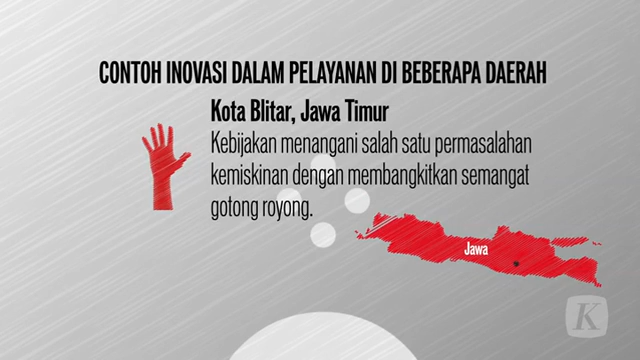 CONTOH INOVASI DALAM PELAYANAN DI BEBERAPA DAERAH
Kota Blitar, Jawa Timur
Kebijakan menangani salah satu permasalahan
kemiskinan dengan membangkitkan semangat
gotong royong.
Jawa
K